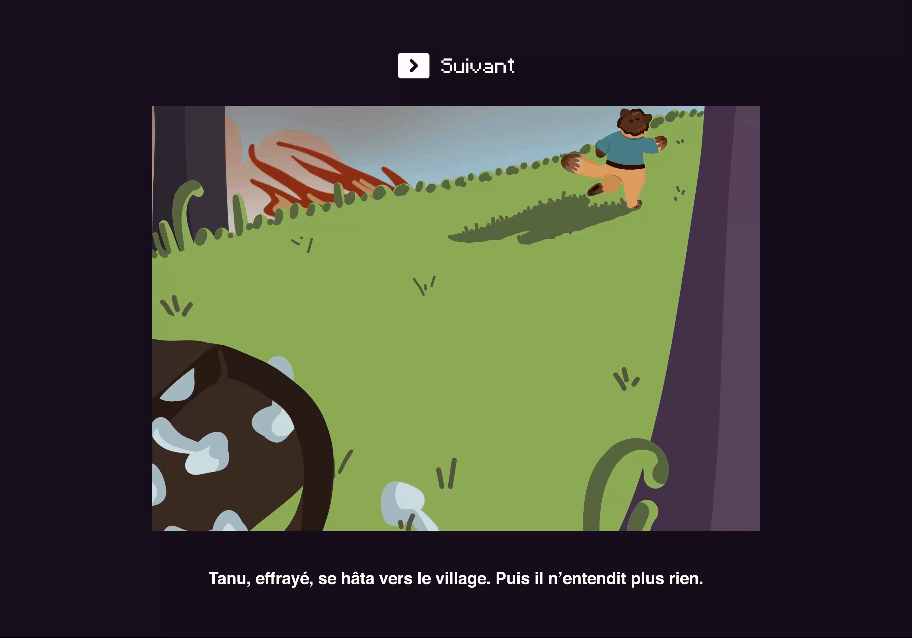 Suivant
Tanu, effrayé, se hâta vers le village. Puis il n'entendit plus rien.